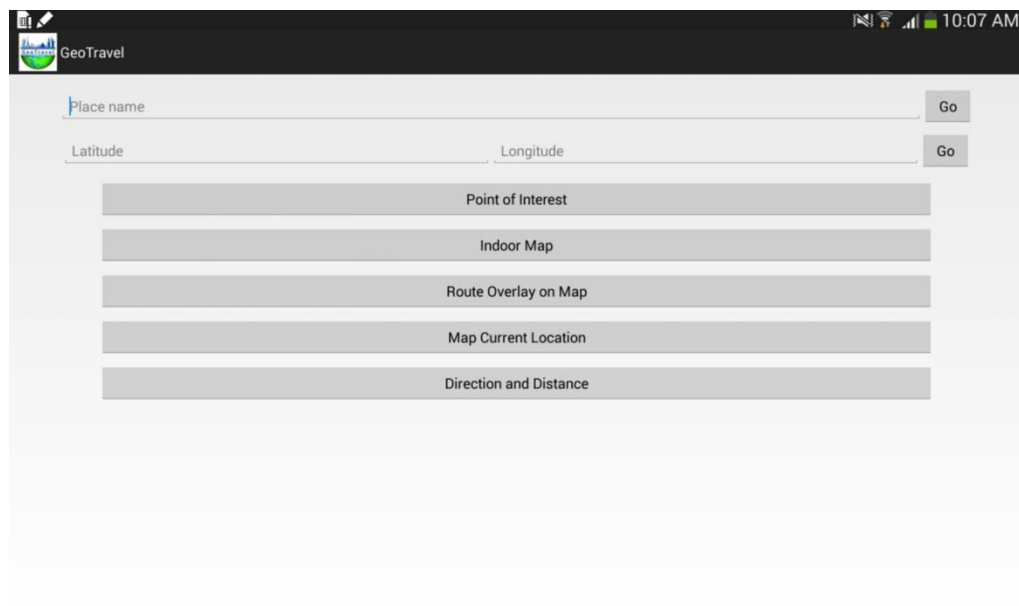 10:07 AM
GeoTravel
Place name
Go
Latitude
Longitude
Go
Point of Interest
Indoor Map
Route Overlay on Map
Map Current Location
Direction and Distance